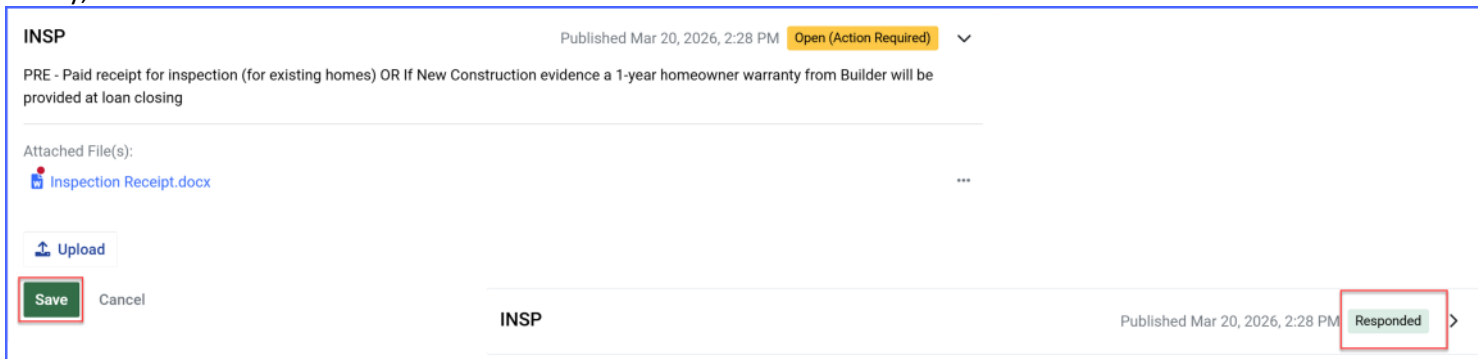 INSP
Published Mar 20, 2026, 2:28 PM Open (Action Required)
PRE - Paid receipt for inspection (for existing homes) OR If New Construction evidence a 1-year homeowner warranty from Builder will be
provided at loan closing
Attached File(s):
Inspection Receipt.docx
Upload
Save Cancel
INSP
Published Mar 20, 2026, 2:28 PM Responded